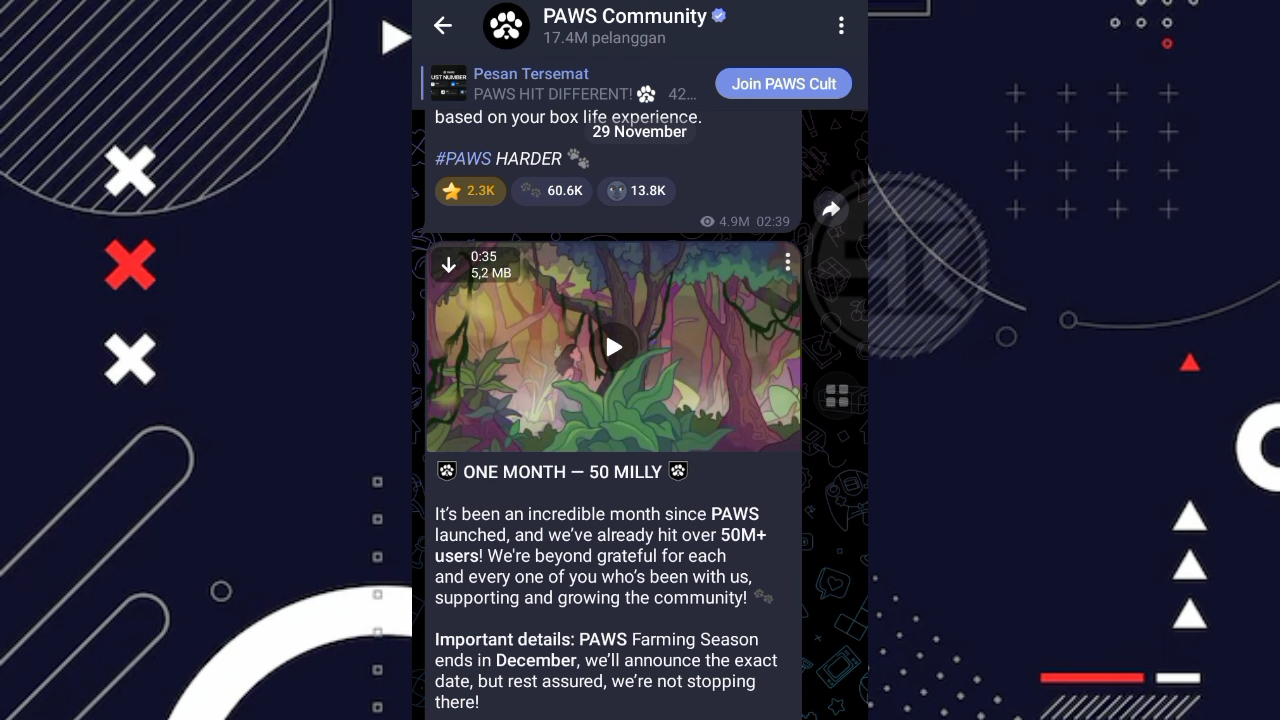 PAWS Community
17.4M pelanggan
UST NUMBER
Pesan Tersemat
PAWS HIT DIFFERENT! 🐾 42...
Join PAWS Cult
based on your box life experience.
29 November
#PAWS HARDER 🐾
2.3K 60.6K 13.8K
4.9M 02:39
0:35
5,2 MB
ONE MONTH — 50 MILLY
It's been an incredible month since PAWS
launched, and we've already hit over 50M+
users! We're beyond grateful for each
and every one of you who's been with us,
supporting and growing the community! 🐾
Important details: PAWS Farming Season
ends in December, we'll announce the exact
date, but rest assured, we're not stopping
there!